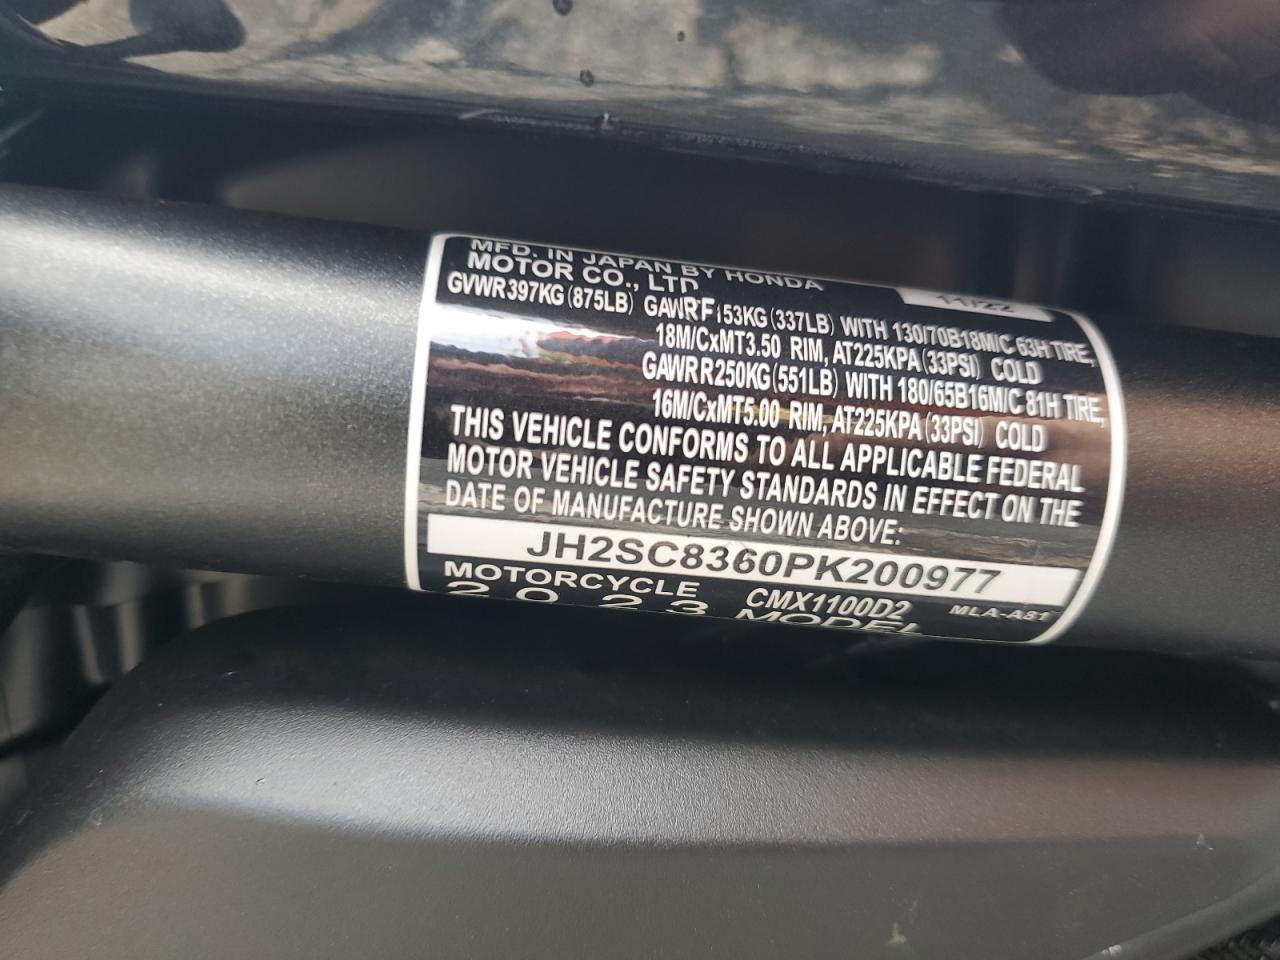 MFD. IN JAPAN BY HONDA
MOTOR CO., LTD 11/22
GVWR397KG (875LB) GAWRF153KG (337LB) WITH 130/70B18M/C 63H TIRE,
18M/CxMT3.50 RIM, AT225KPA (33PSI) COLD
GAWRR250KG (551LB) WITH 180/65B16M/C 81H TIRE,
16M/CxMT5.00 RIM, AT225KPA (33PSI) COLD
THIS VEHICLE CONFORMS TO ALL APPLICABLE FEDERAL
MOTOR VEHICLE SAFETY STANDARDS IN EFFECT ON THE
DATE OF MANUFACTURE SHOWN ABOVE:
JH2SC8360PK200977
MOTORCYCLE CMX1100D2 MLA-A81
2023 MODEL